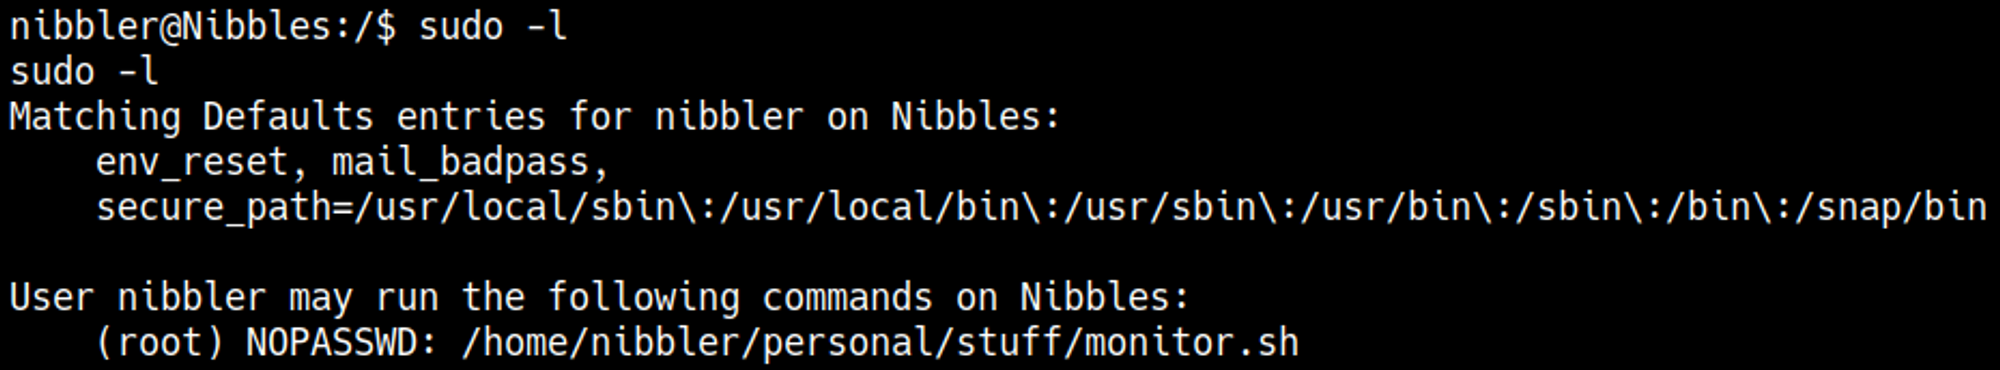 nibbler@Nibbles:/$ sudo -l
sudo -l
Matching Defaults entries for nibbler on Nibbles:
    env_reset, mail_badpass,
    secure_path=/usr/local/sbin\:/usr/local/bin\:/usr/sbin\:/usr/bin\:/sbin\:/bin\:/snap/bin

User nibbler may run the following commands on Nibbles:
    (root) NOPASSWD: /home/nibbler/personal/stuff/monitor.sh